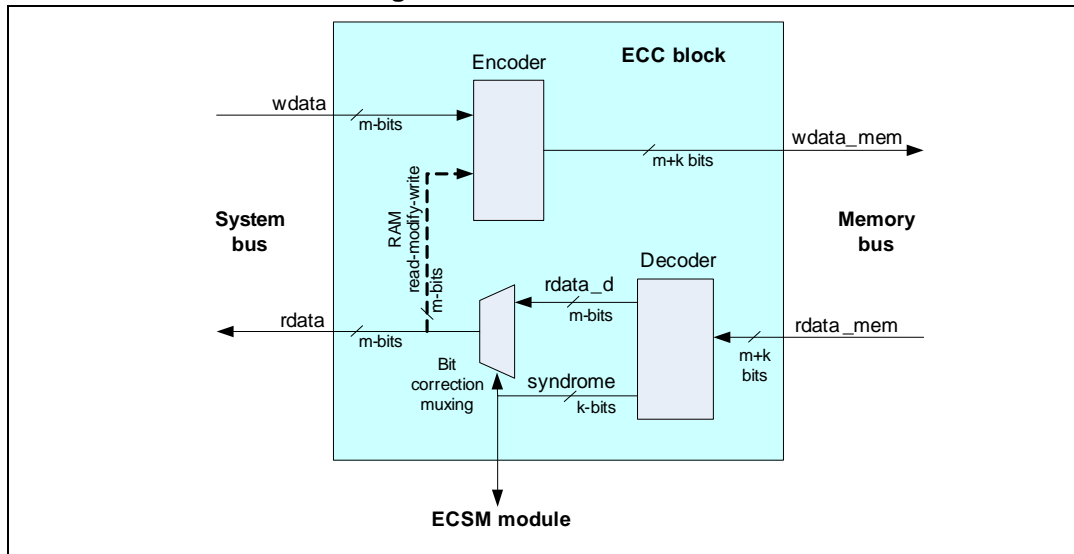 Encoder
ECC block
wdata
m-bits
wdata_mem
m+k bits
RAM
read-modify-write
m-bits
System
bus
Memory
bus
Decoder
rdata_d
m-bits
rdata
m-bits
rdata_mem
m+k
bits
Bit
correction
muxing
syndrome
k-bits
ECSM module